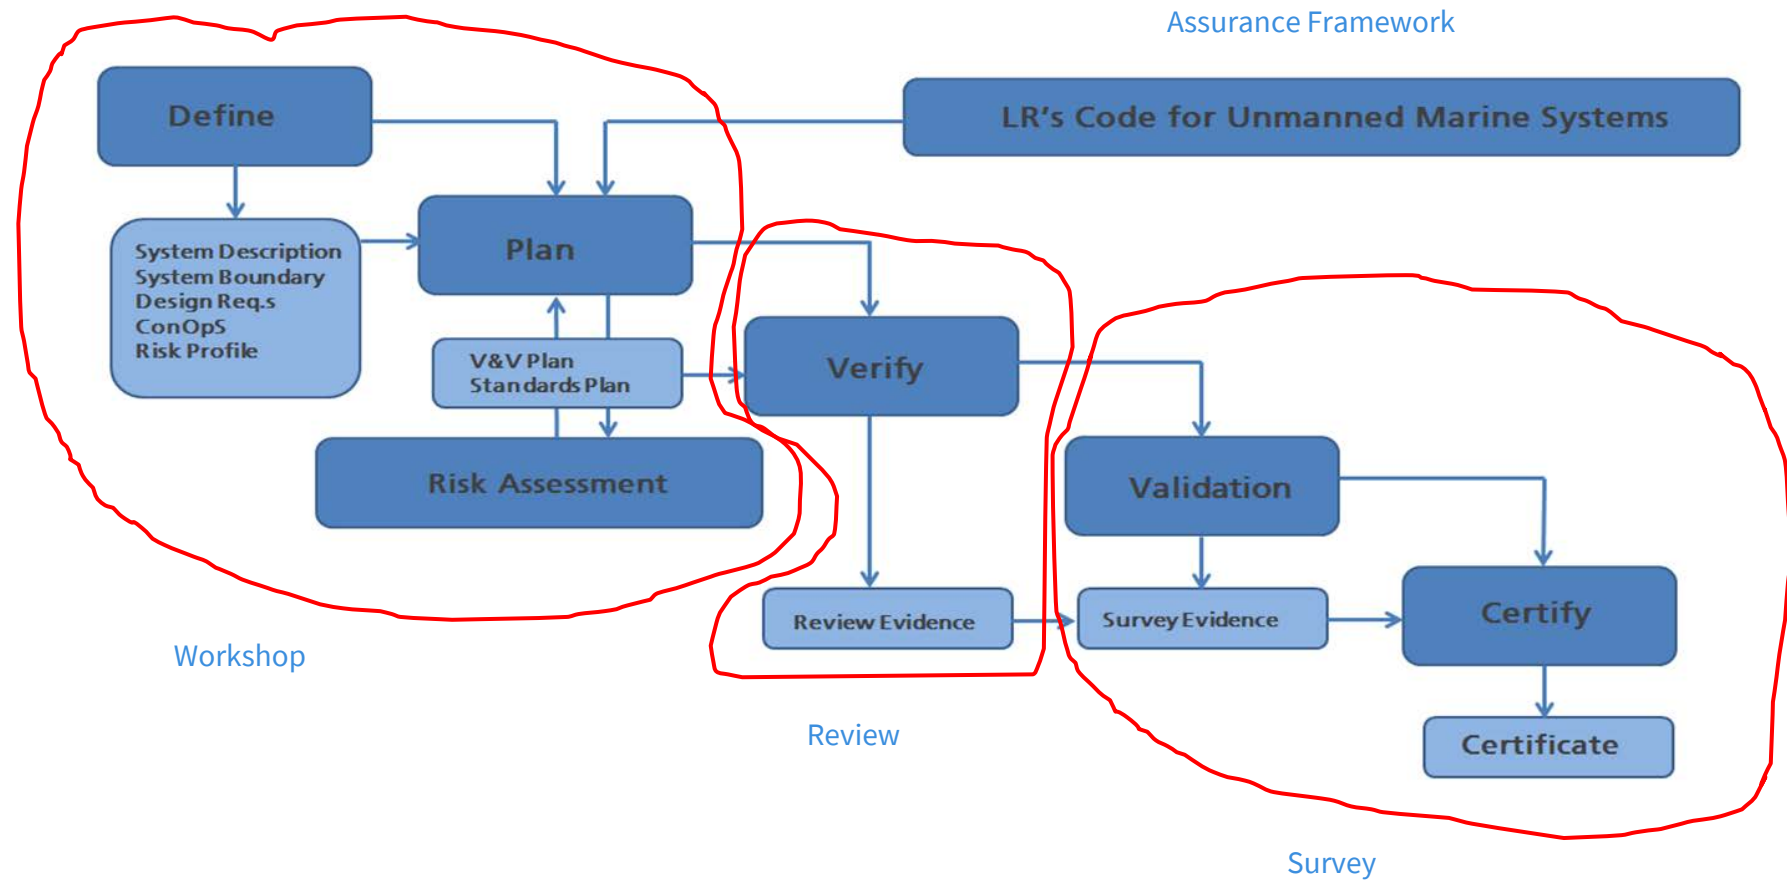 Assurance Framework
Define
LR's Code for Unmanned Marine Systems
System Description
System Boundary
Design Req.s
ConOpS
Risk Profile
Plan
V&V Plan
Standards Plan
Verify
Risk Assessment
Validation
Review Evidence
Survey Evidence
Certify
Workshop
Review
Certificate
Survey